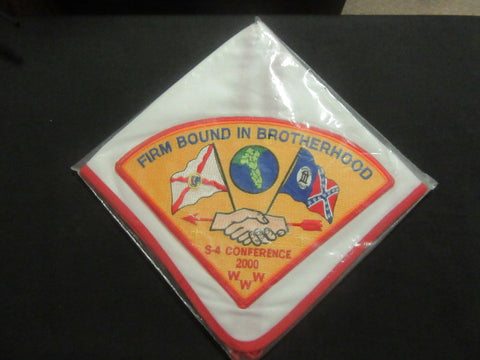 FIRM BOUND IN BROTHERHOOD
S-4 CONFERENCE
2000
W W W